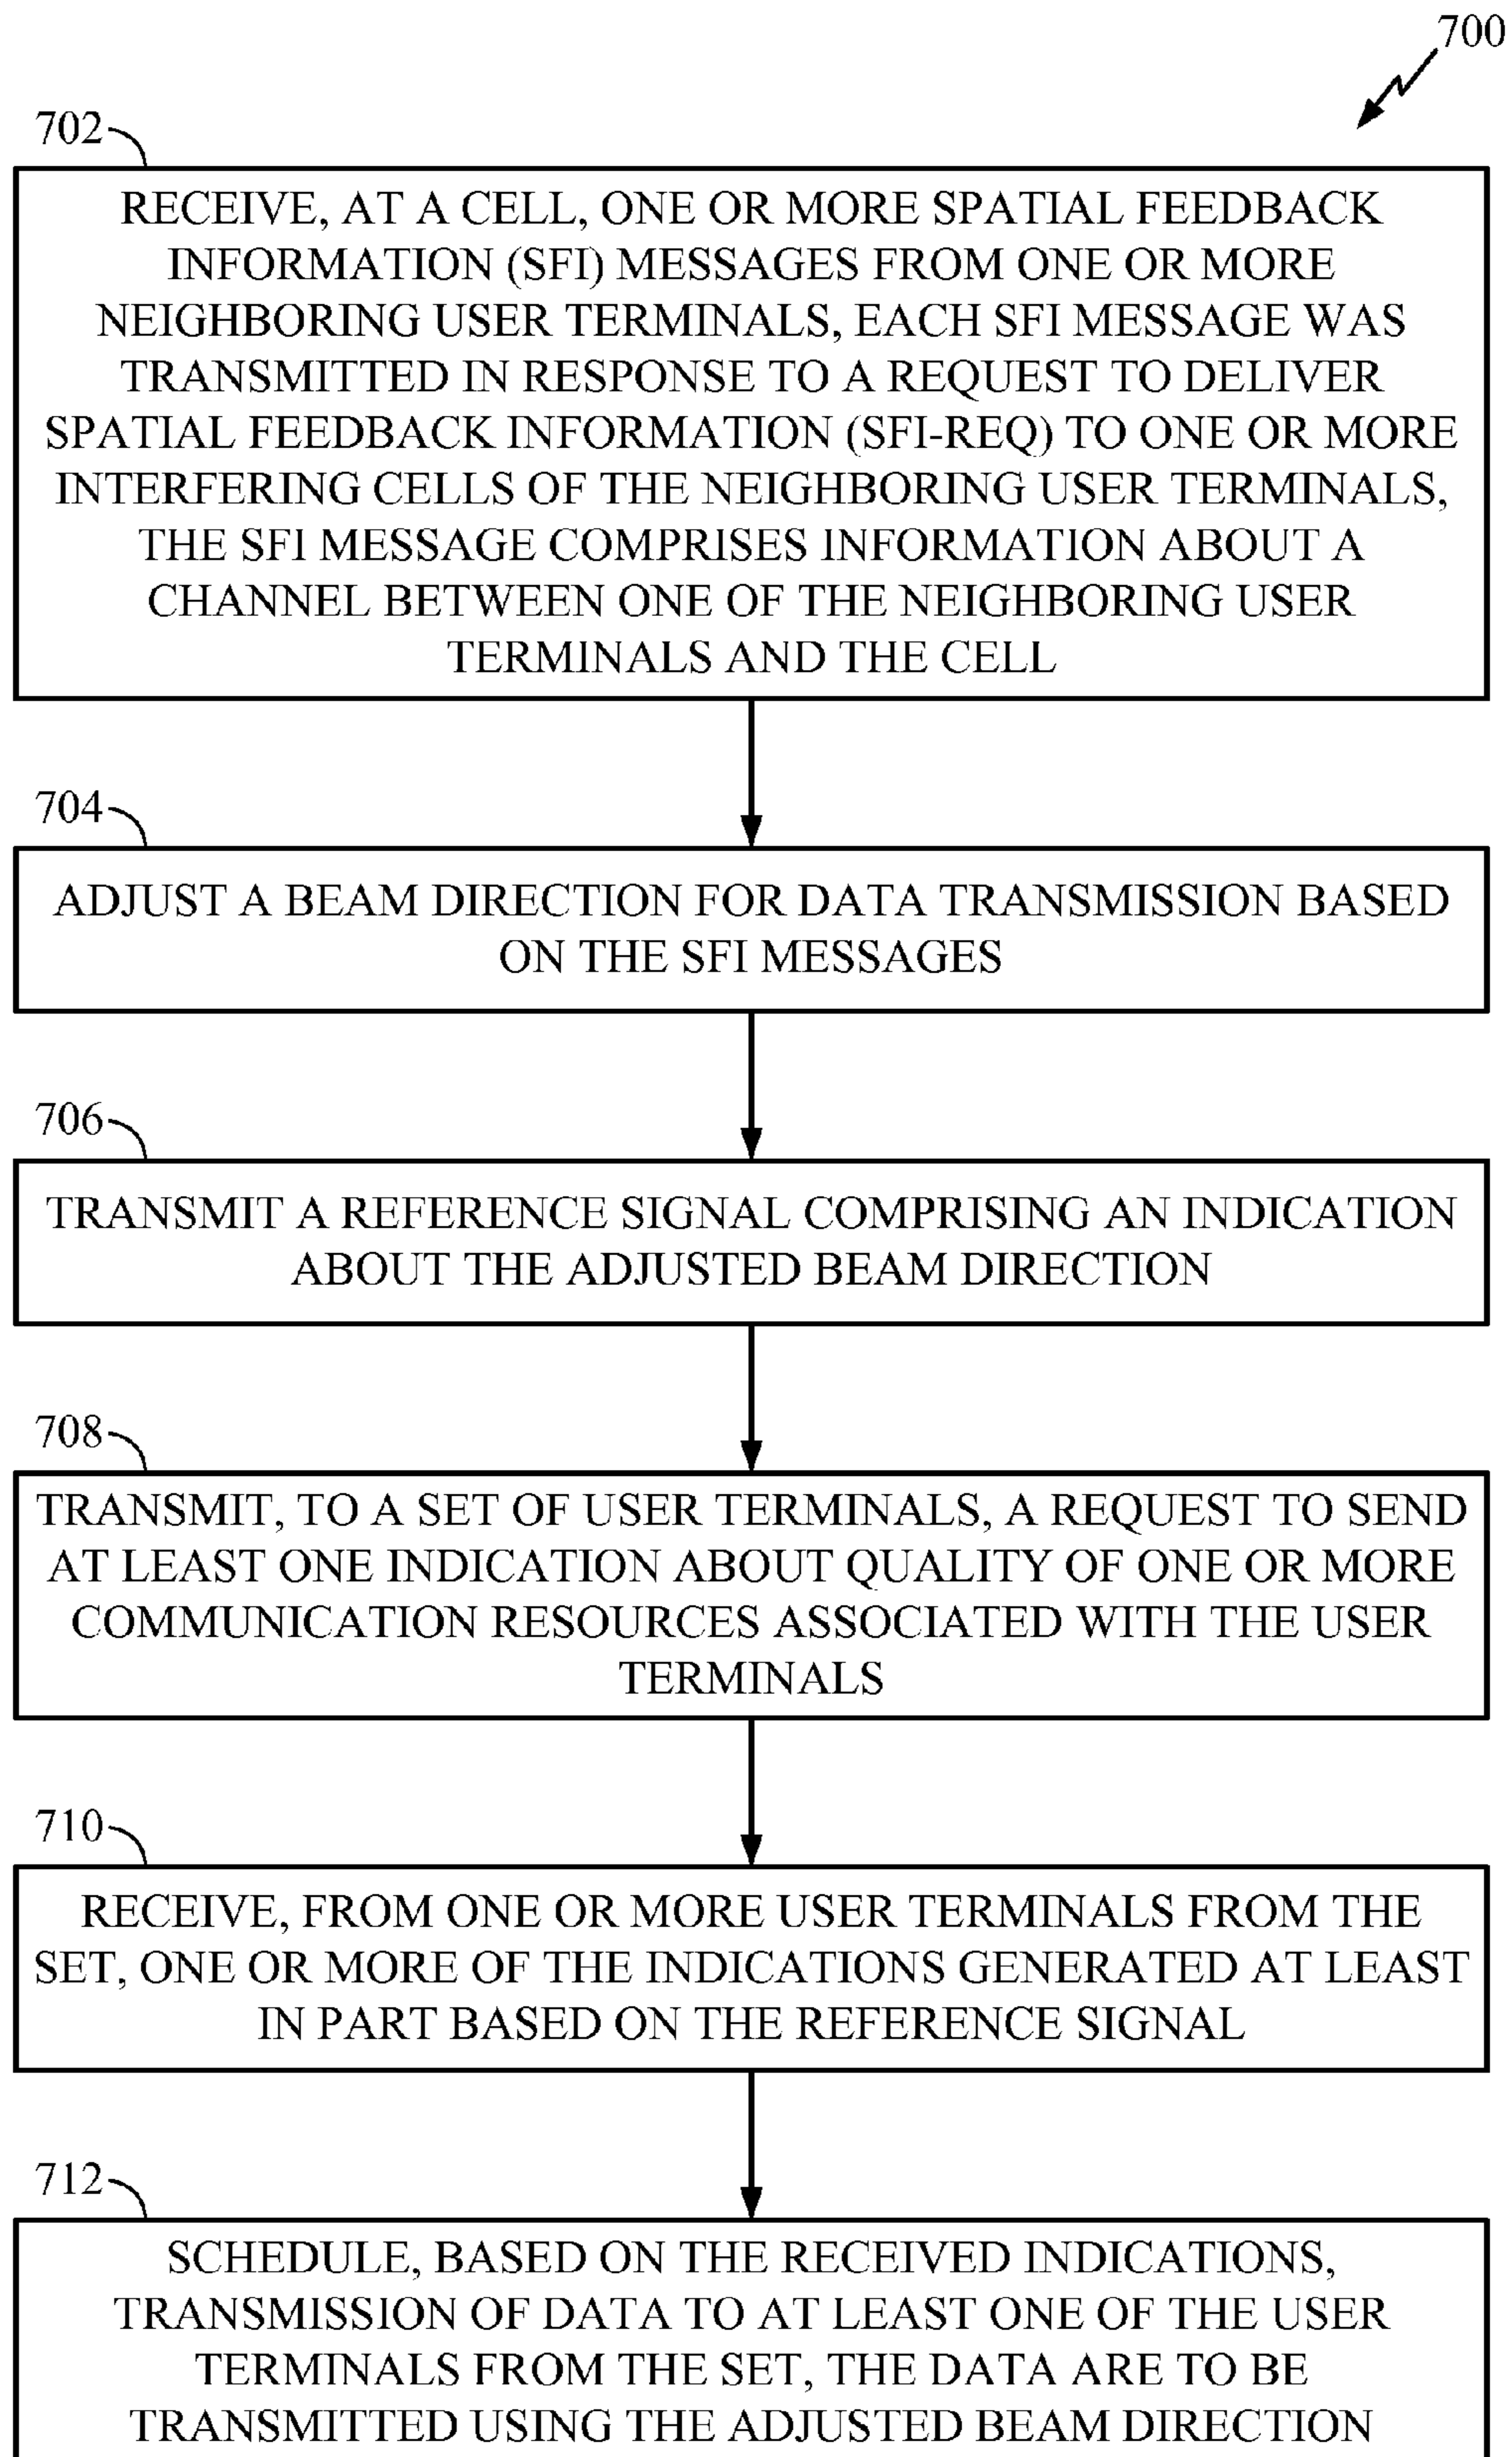 700
702
RECEIVE, AT A CELL, ONE OR MORE SPATIAL FEEDBACK
INFORMATION (SFI) MESSAGES FROM ONE OR MORE
NEIGHBORING USER TERMINALS, EACH SFI MESSAGE WAS
TRANSMITTED IN RESPONSE TO A REQUEST TO DELIVER
SPATIAL FEEDBACK INFORMATION (SFI-REQ) TO ONE OR MORE
INTERFERING CELLS OF THE NEIGHBORING USER TERMINALS,
THE SFI MESSAGE COMPRISES INFORMATION ABOUT A
CHANNEL BETWEEN ONE OF THE NEIGHBORING USER
TERMINALS AND THE CELL
704
ADJUST A BEAM DIRECTION FOR DATA TRANSMISSION BASED
ON THE SFI MESSAGES
706
TRANSMIT A REFERENCE SIGNAL COMPRISING AN INDICATION
ABOUT THE ADJUSTED BEAM DIRECTION
708
TRANSMIT, TO A SET OF USER TERMINALS, A REQUEST TO SEND
AT LEAST ONE INDICATION ABOUT QUALITY OF ONE OR MORE
COMMUNICATION RESOURCES ASSOCIATED WITH THE USER
TERMINALS
710
RECEIVE, FROM ONE OR MORE USER TERMINALS FROM THE
SET, ONE OR MORE OF THE INDICATIONS GENERATED AT LEAST
IN PART BASED ON THE REFERENCE SIGNAL
712
SCHEDULE, BASED ON THE RECEIVED INDICATIONS,
TRANSMISSION OF DATA TO AT LEAST ONE OF THE USER
TERMINALS FROM THE SET, THE DATA ARE TO BE
TRANSMITTED USING THE ADJUSTED BEAM DIRECTION